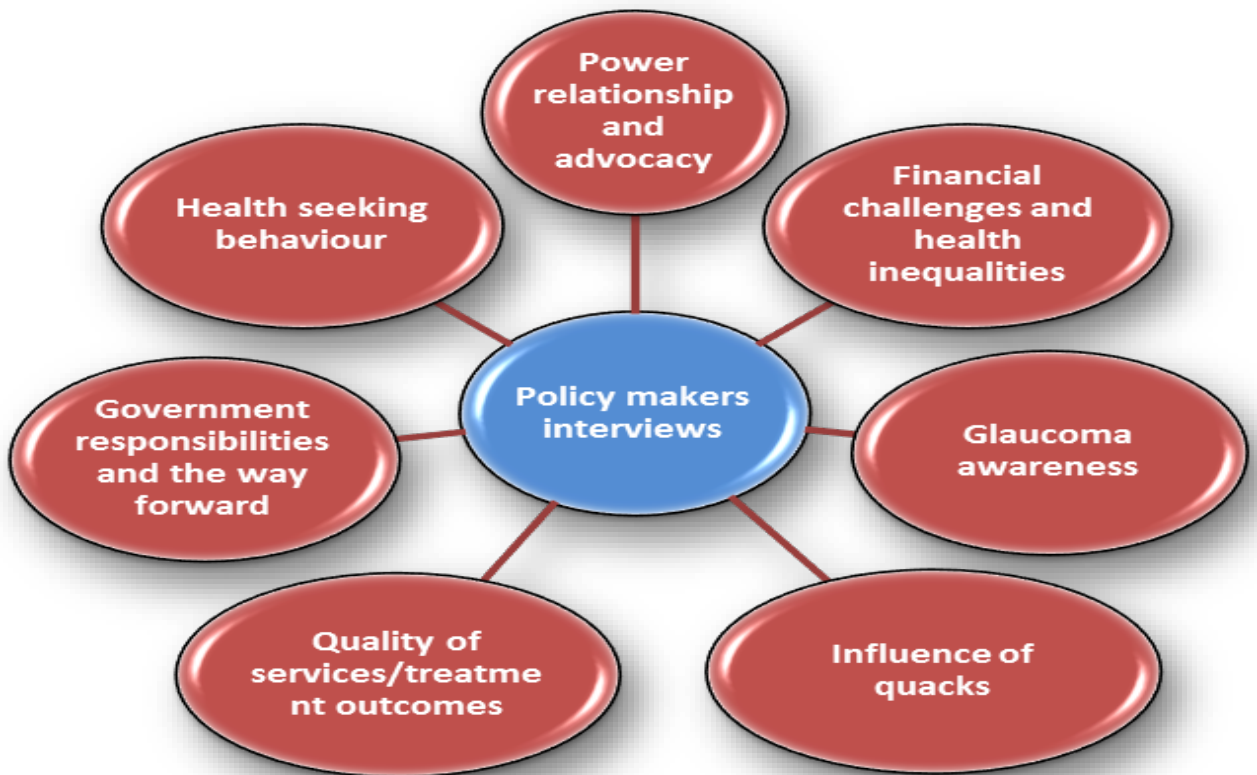 Power
relationship
and
advocacy
Financial
challenges and
health
inequalities
Glaucoma
awareness
Influence of
quacks
Quality of
services/treatme
nt outcomes
Government
responsibilities
and the way
forward
Health seeking
behaviour
Policy makers
interviews